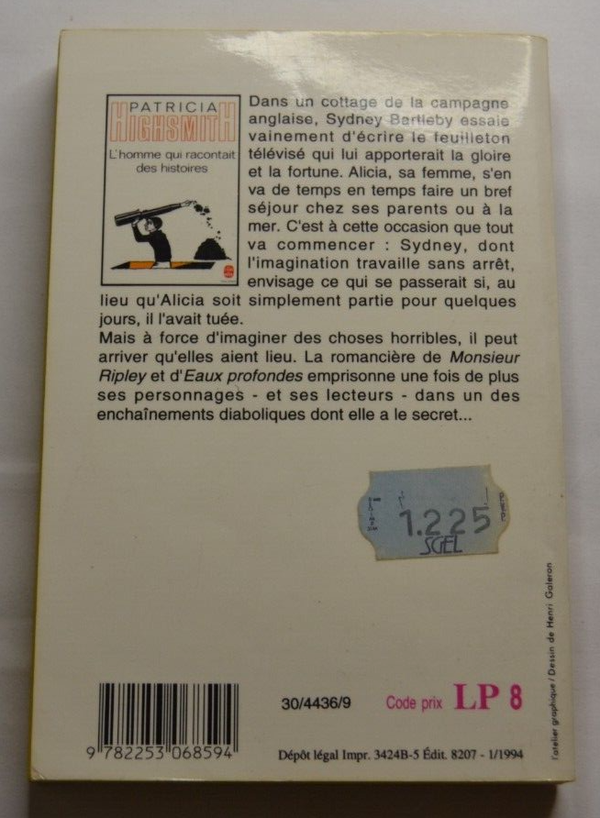 PATRICIA
HIGHSMITH
L'homme qui racontait
des histoires
Dans un cottage de la campagne
anglaise, Sydney Bartleby essaie
vainement d'écrire le feuilleton
télévisé qui lui apporterait la gloire
et la fortune. Alicia, sa femme, s'en
va de temps en temps faire un bref
séjour chez ses parents ou à la
mer. C'est à cette occasion que tout
va commencer : Sydney, dont
l'imagination travaille sans arrêt,
envisage ce qui se passerait si, au
lieu qu'Alicia soit simplement partie pour quelques
jours, il l'avait tuée.
Mais à force d'imaginer des choses horribles, il peut
arriver qu'elles aient lieu. La romancière de Monsieur
Ripley et d'Eaux profondes emprisonne une fois de plus
ses personnages - et ses lecteurs - dans un des
enchaînements diaboliques dont elle a le secret...
1.225
SGEL
l'atelier graphique / Dessin de Henri Galeron
30/4436/9
Code prix LP 8
9 782253 068594
Dépôt légal Impr. 3424B-5 Édit. 8207 - 1/1994